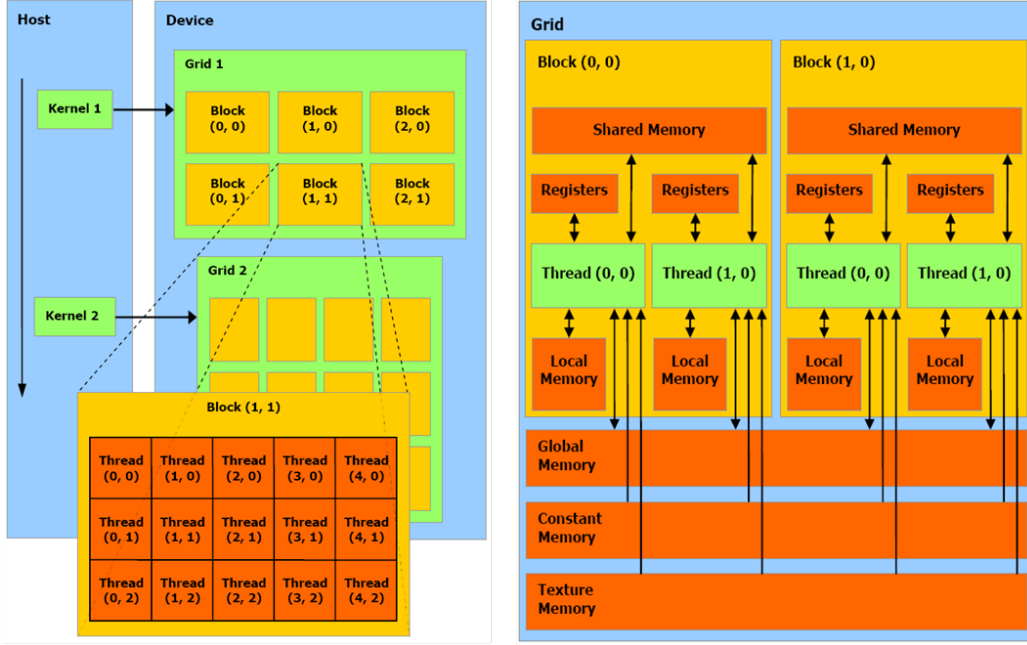 Host
Device
Grid 1
Kernel 1
Block
(0, 0)
Block
(1, 0)
Block
(2, 0)
Block
(0, 1)
Block
(1, 1)
Block
(2, 1)
Grid 2
Kernel 2
Block (1, 1)
Thread
(0, 0)
Thread
(1, 0)
Thread
(2, 0)
Thread
(3, 0)
Thread
(4, 0)
Thread
(0, 1)
Thread
(1, 1)
Thread
(2, 1)
Thread
(3, 1)
Thread
(4, 1)
Thread
(0, 2)
Thread
(1, 2)
Thread
(2, 2)
Thread
(3, 2)
Thread
(4, 2)
Grid
Block (0, 0)
Shared Memory
Registers
Registers
Thread (0, 0)
Thread (1, 0)
Local
Memory
Local
Memory
Block (1, 0)
Shared Memory
Registers
Registers
Thread (0, 0)
Thread (1, 0)
Local
Memory
Local
Memory
Global
Memory
Constant
Memory
Texture
Memory